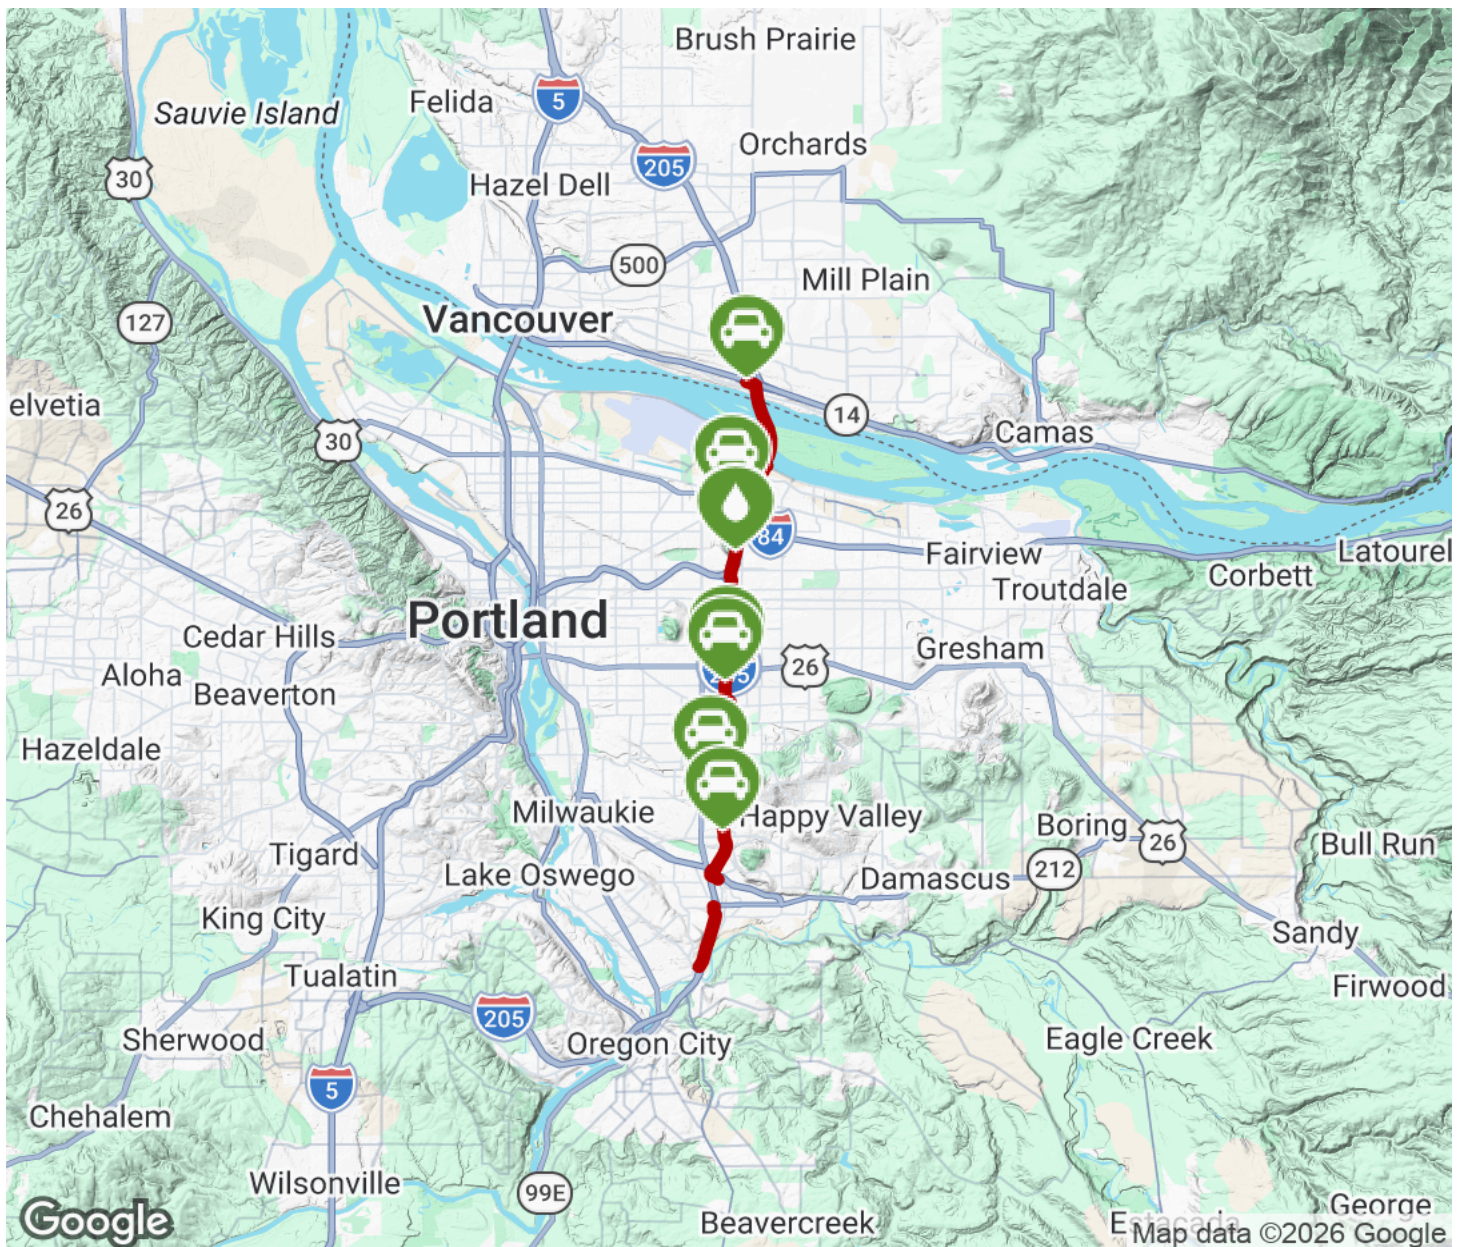 Brush Prairie
Felida
5
Sauvie Island
Orchards
205
30
Hazel Dell
500
Mill Plain
127
Vancouver
elvetia
14
Camas
30
26
84
Fairview
Latourel
Troutdale
Corbett
Portland
Cedar Hills
Gresham
26
Aloha
Beaverton
Hazeldale
Milwaukie
Happy Valley
Boring
26
Bull Run
Tigard
212
Lake Oswego
Damascus
King City
Sandy
Tualatin
Firwood
205
Sherwood
Oregon City
Eagle Creek
5
Chehalem
Wilsonville
99E
George
Google
Beavercreek
Estacada
Map data ©2026 Google